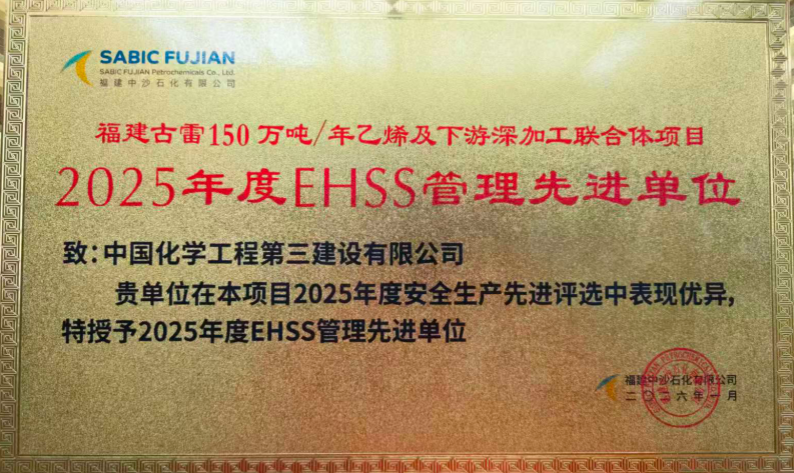 SABIC FUJIAN
SABIC FUJIAN Petrochemicals Co., Ltd.
福建中沙石化有限公司
福建古雷150万吨/年乙烯及下游深加工联合体项目
2025年度EHSS管理先进单位
致:中国化学工程第三建设有限公司
贵单位在本项目2025年度安全生产先进评选中表现优异,
特授予2025年度EHSS管理先进单位
福建中沙石化有限公司
二〇二六年一月